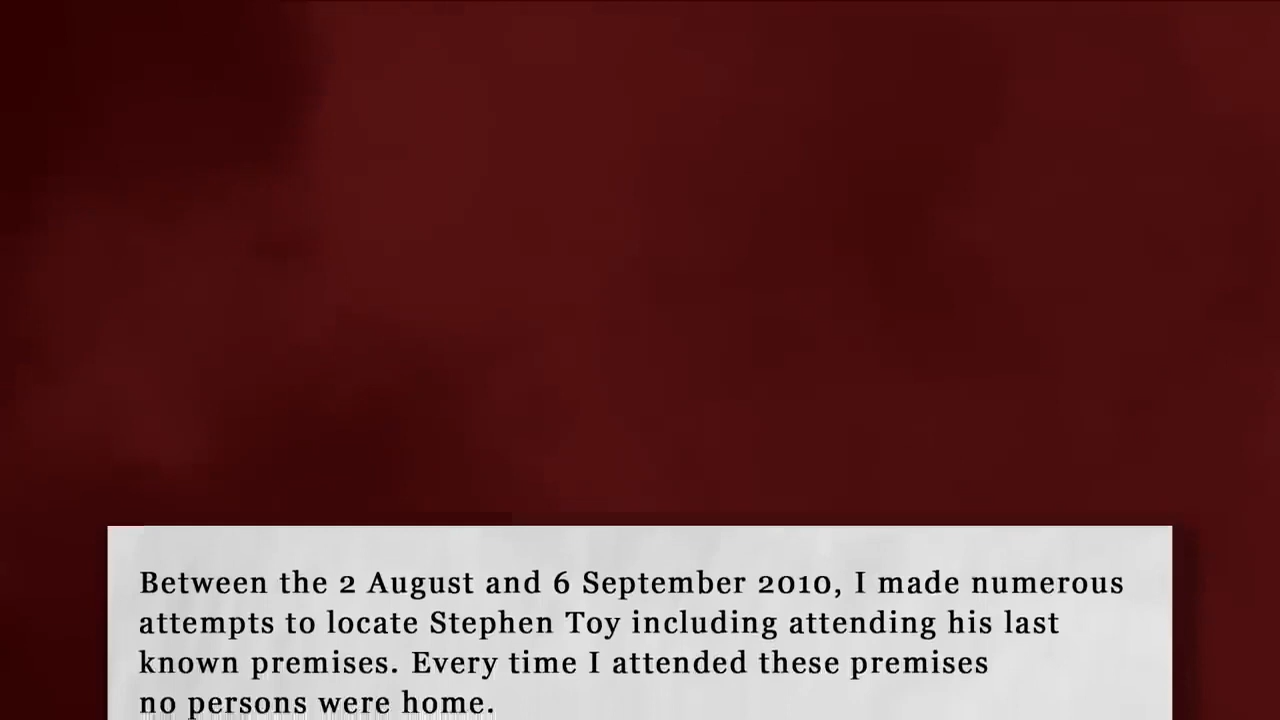 Between the 2 August and 6 September 2010, I made numerous
attempts to locate Stephen Toy including attending his last
known premises. Every time I attended these premises
no persons were home.